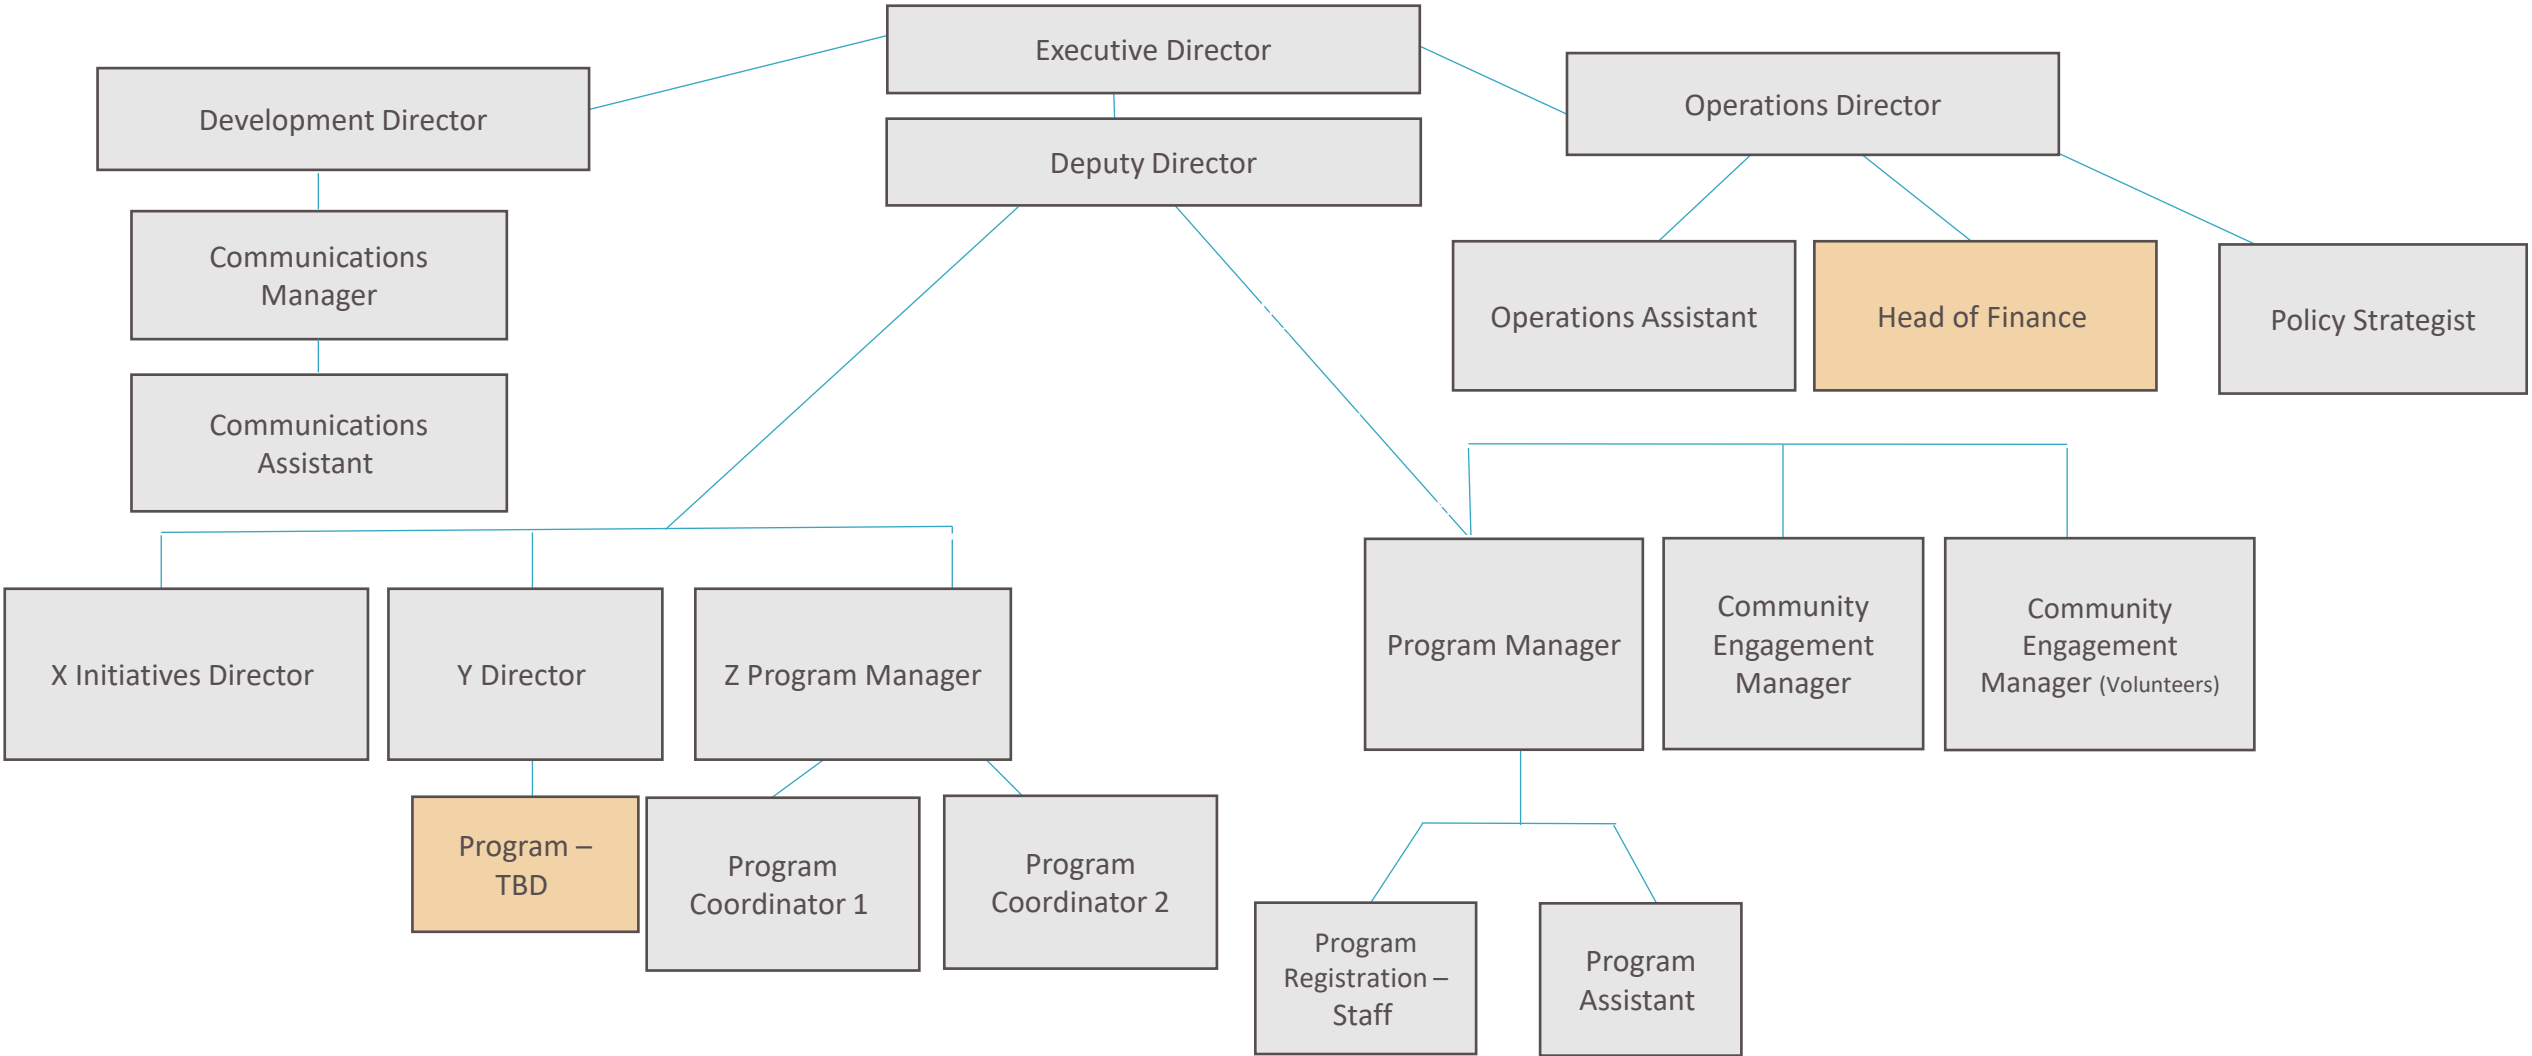 Executive Director
Development Director
Operations Director
Deputy Director
Communications
Manager
Operations Assistant
Head of Finance
Policy Strategist
Communications
Assistant
X Initiatives Director
Y Director
Z Program Manager
Program Manager
Community
Engagement
Manager
Community
Engagement
Manager (Volunteers)
Program –
TBD
Program
Coordinator 1
Program
Coordinator 2
Program
Registration –
Staff
Program
Assistant